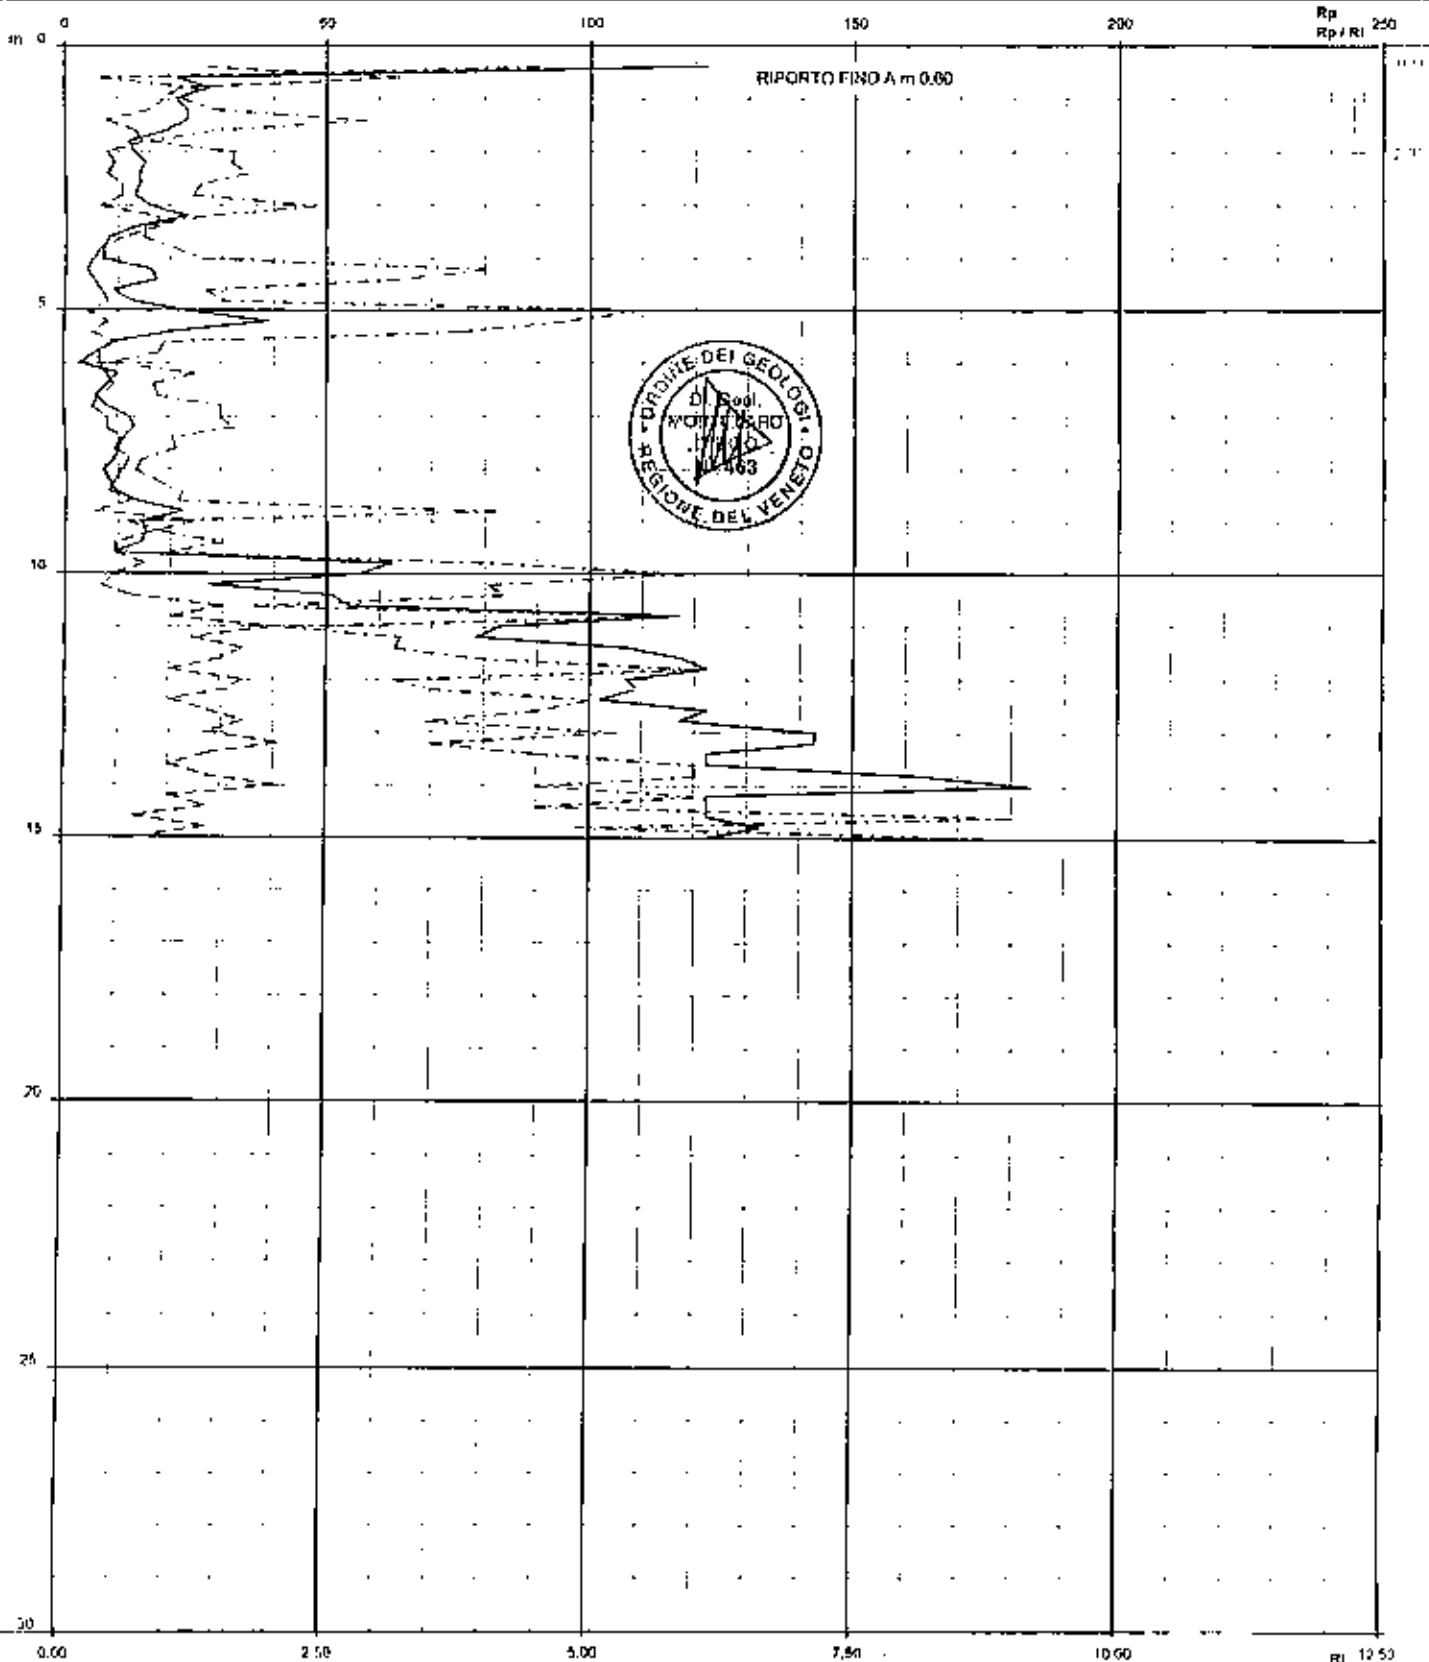 0 50 100 150 200 Rp 250
Rp / Rl
m 0
RIPORTO FINO A m 0.60
5
ORDINE DEI GEOLOGI
Dr. Geol.
463
REGIONE DEL VENETO
10
15
20
25
30
0.00 2.50 5.00 7.50 10.00 Rl 12.50